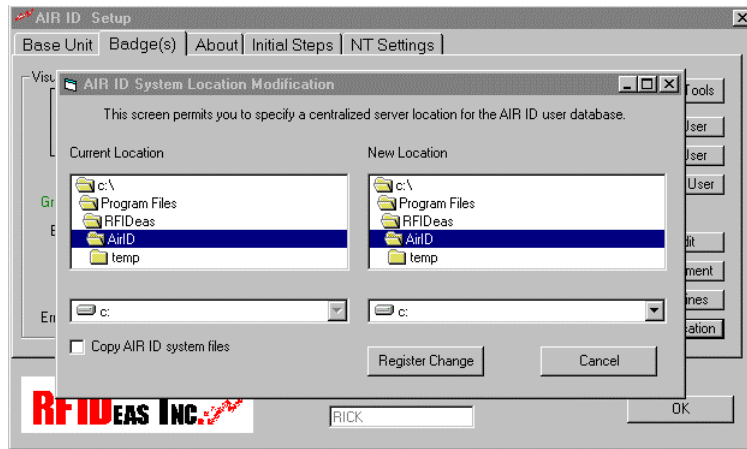 AIR ID Setup
Base Unit Badge(s) About Initial Steps NT Settings
Tools
AIR ID System Location Modification
This screen permits you to specify a centralized server location for the AIR ID user database.
Current Location New Location
c:\ c:\
Program Files Program Files
RFIDeas RFIDeas
AirID AirID
temp temp
User
c: c:
Copy AIR ID system files
Register Change Cancel
RFIDEAS INC.
RICK
OK